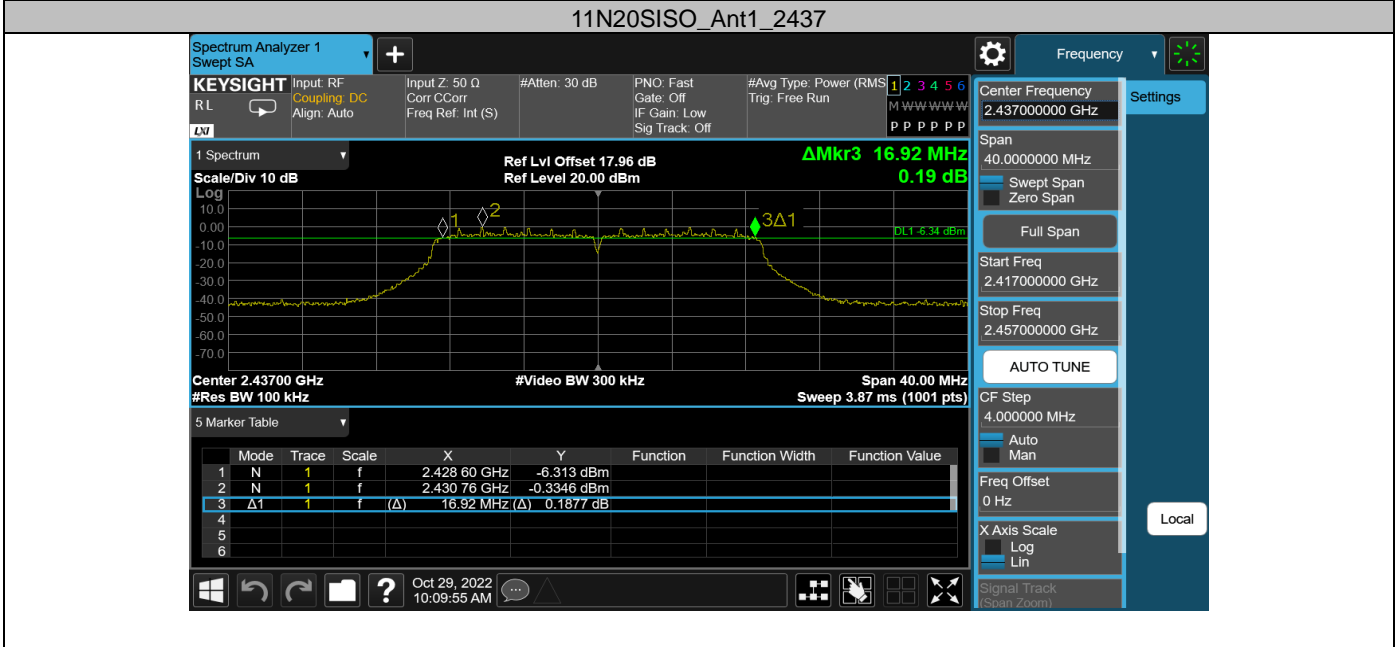 11N20SISO_Ant1_2437
Spectrum Analyzer 1
Swept SA
+
Frequency
KEYSIGHT
RL
LXI
Input: RF
Coupling: DC
Align: Auto
Input Z: 50 Ω
Corr CCorr
Freq Ref: Int (S)
#Atten: 30 dB
PNO: Fast
Gate: Off
IF Gain: Low
Sig Track: Off
#Avg Type: Power (RMS
Trig: Free Run
1 2 3 4 5 6
M W W W W W
P P P P P P
1 Spectrum
Scale/Div 10 dB
Ref Lvl Offset 17.96 dB
Ref Level 20.00 dBm
ΔMkr3 16.92 MHz
0.19 dB
Log
10.0
0.00
-10.0
-20.0
-30.0
-40.0
-50.0
-60.0
-70.0
1
2
3Δ1
DL1 -6.34 dBm
Center 2.43700 GHz
#Res BW 100 kHz
#Video BW 300 kHz
Span 40.00 MHz
Sweep 3.87 ms (1001 pts)
5 Marker Table
Mode Trace Scale X Y Function Function Width Function Value
1 N 1 f 2.428 60 GHz -6.313 dBm
2 N 1 f 2.430 76 GHz -0.3346 dBm
3 Δ1 1 f (Δ) 16.92 MHz (Δ) 0.1877 dB
4
5
6
?
Oct 29, 2022
10:09:55 AM
Center Frequency
2.437000000 GHz
Span
40.0000000 MHz
Swept Span
Zero Span
Full Span
Start Freq
2.417000000 GHz
Stop Freq
2.457000000 GHz
AUTO TUNE
CF Step
4.000000 MHz
Auto
Man
Freq Offset
0 Hz
X Axis Scale
Log
Lin
Signal Track
(Span Zoom)
Settings
Local